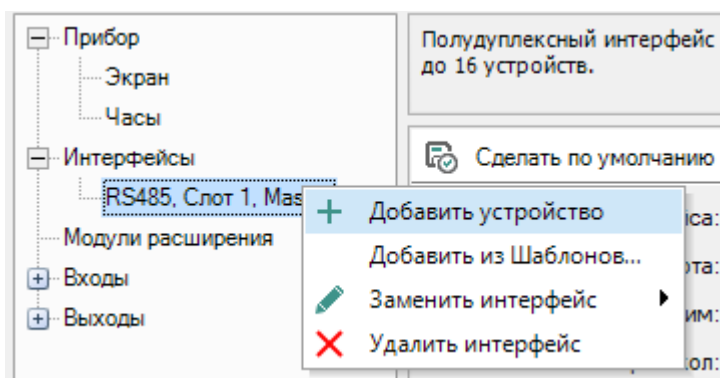 Прибор
Экран
Часы
Интерфейсы
RS485, Слот 1, Mas
Модули расширения
Входы
Выходы
Полудуплексный интерфейс
до 16 устройств.
Сделать по умолчанию
Добавить устройство
Добавить из Шаблонов...
Заменить интерфейс
Удалить интерфейс